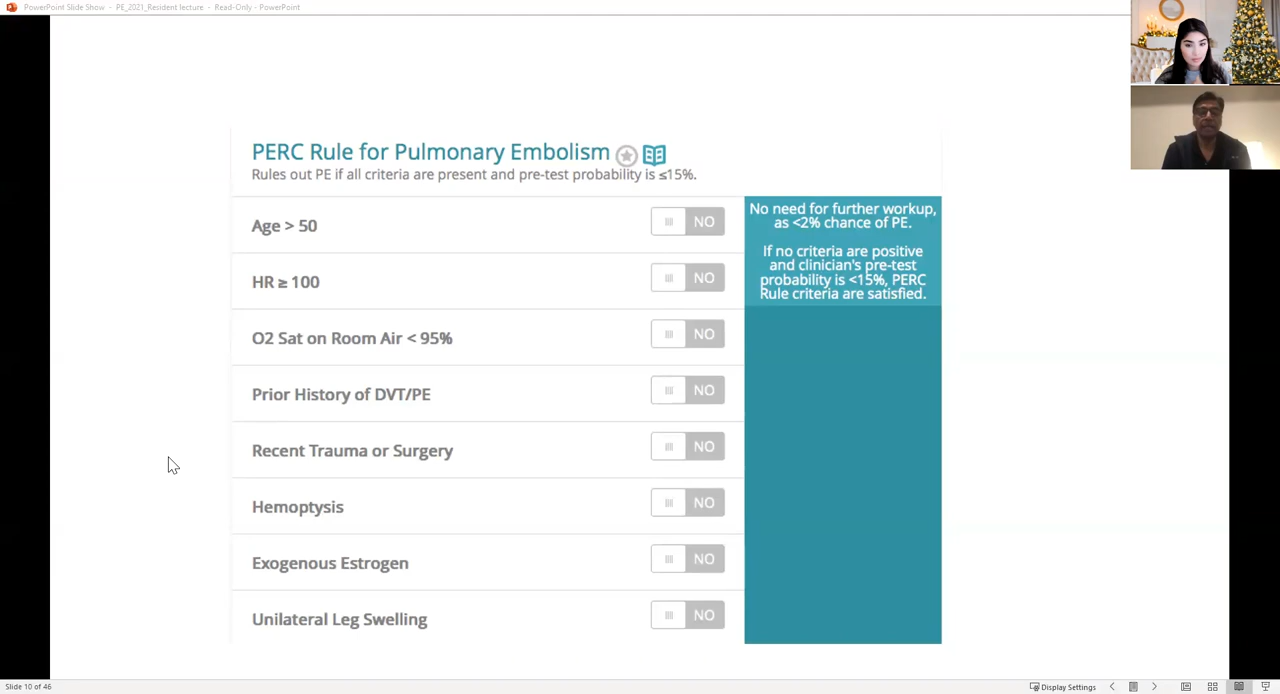 PowerPoint Slide Show - PE_2021_Resident lecture. - Read-Only - PowerPoint
PERC Rule for Pulmonary Embolism
Rules out PE if all criteria are present and pre-test probability is ≤15%.
Age > 50 NO
HR ≥ 100 NO
O2 Sat on Room Air < 95% NO
Prior History of DVT/PE NO
Recent Trauma or Surgery NO
Hemoptysis NO
Exogenous Estrogen NO
Unilateral Leg Swelling NO
No need for further workup,
as <2% chance of PE.
If no criteria are positive
and clinician's pre-test
probability is <15%, PERC
Rule criteria are satisfied.
Slide 10 of 46
Display Settings